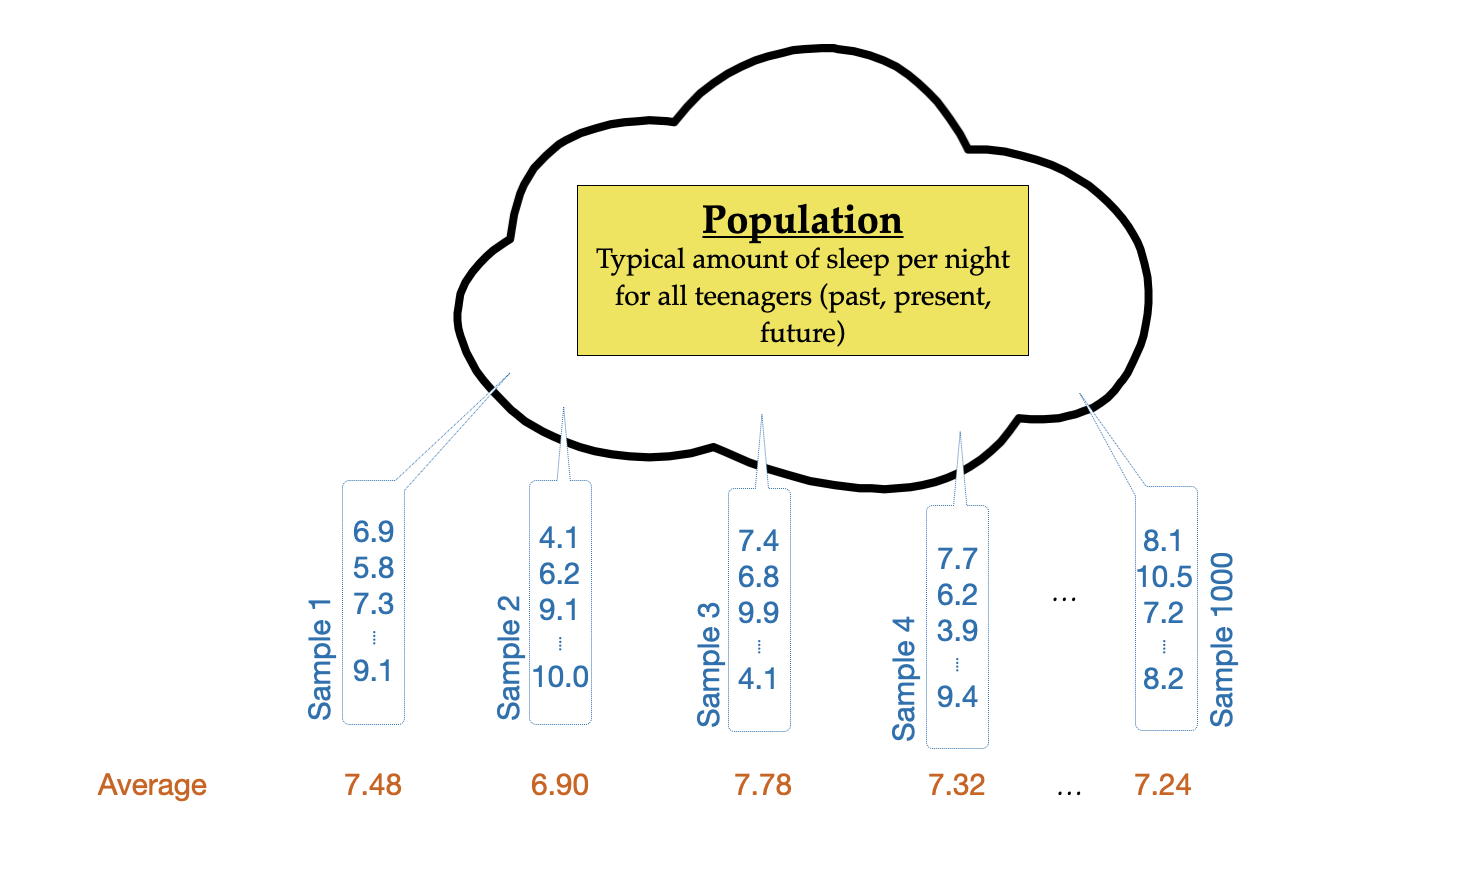 Population
Typical amount of sleep per night
for all teenagers (past, present,
future)
Sample 1
6.9
5.8
7.3
...
9.1
Sample 2
4.1
6.2
9.1
...
10.0
Sample 3
7.4
6.8
9.9
...
4.1
Sample 4
7.7
6.2
3.9
...
9.4
...
8.1
10.5
7.2
...
8.2
Sample 1000
Average 7.48 6.90 7.78 7.32 ... 7.24